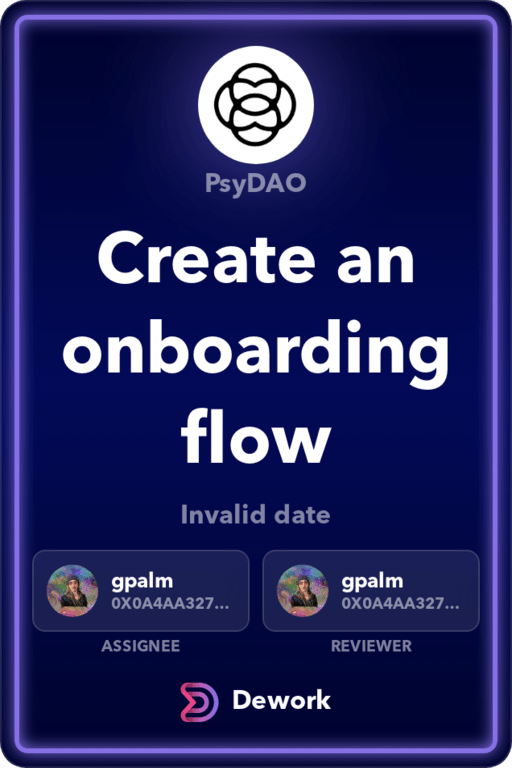 PsyDAO
Create an
onboarding
flow
Invalid date
gpalm
0X0A4AA327...
ASSIGNEE
gpalm
0X0A4AA327...
REVIEWER
Dework